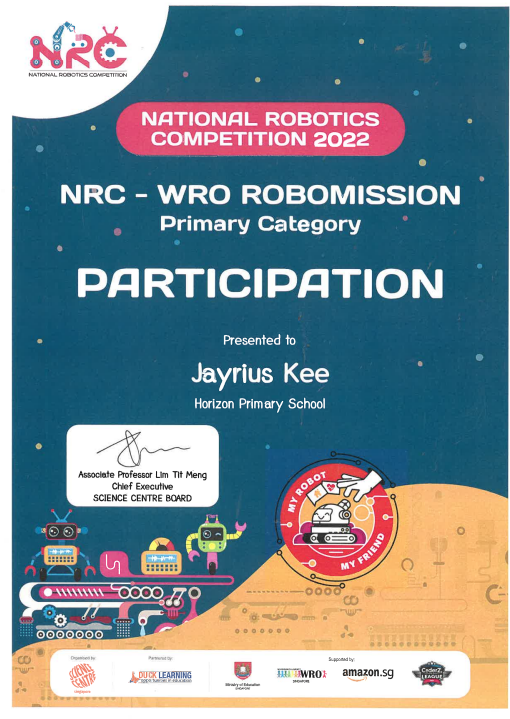 NRC
NATIONAL ROBOTICS COMPETITION
NATIONAL ROBOTICS
COMPETITION 2022
NRC - WRO ROBOMISSION
Primary Category
PARTICIPATION
Presented to
Jayrius Kee
Horizon Primary School
Associate Professor Lim Tit Meng
Chief Executive
SCIENCE CENTRE BOARD
MY ROBOT
MY FRIEND
Organised by:
Partnered by:
Supported by:
SCIENCE
CENTRE
DUCK LEARNING
Ministry of Education
SINGAPORE
WRO
SINGAPORE
amazon.sg
CoderZ
LEAGUE